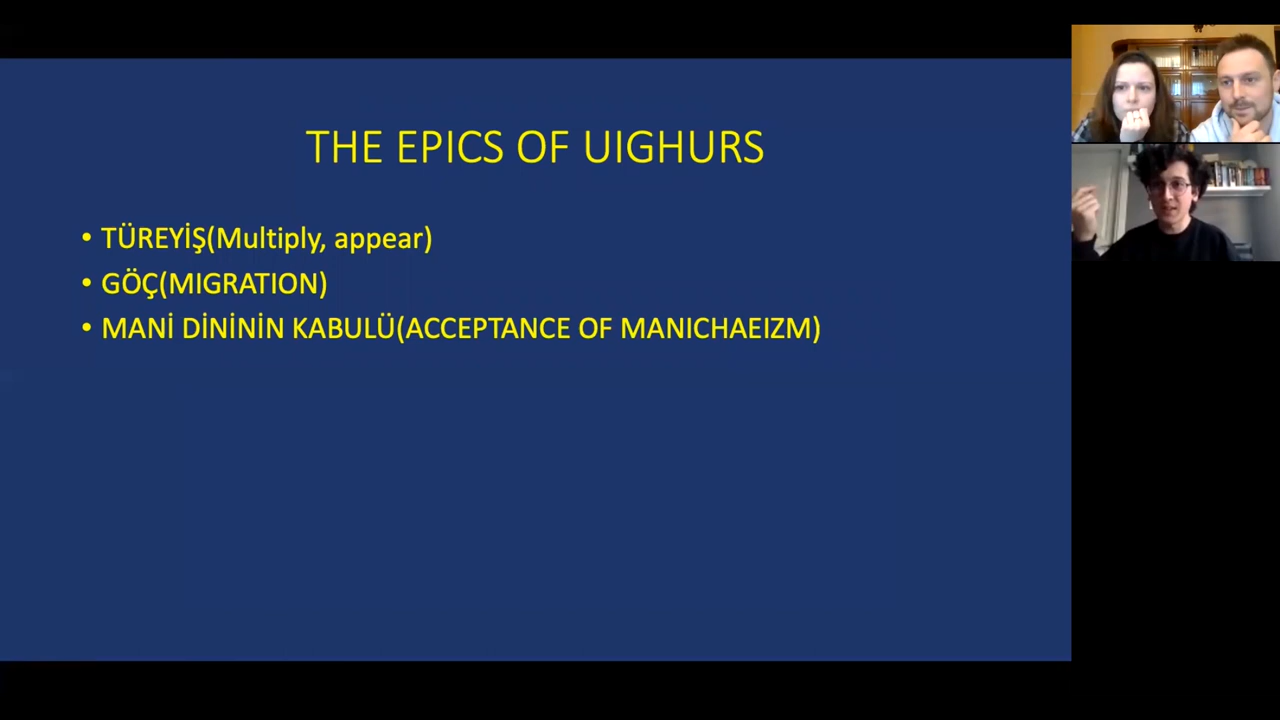 THE EPICS OF UIGHURS
• TÜREYİŞ(Multiply, appear)
• GÖÇ(MIGRATION)
• MANİ DİNİNİN KABULÜ(ACCEPTANCE OF MANICHAEIZM)